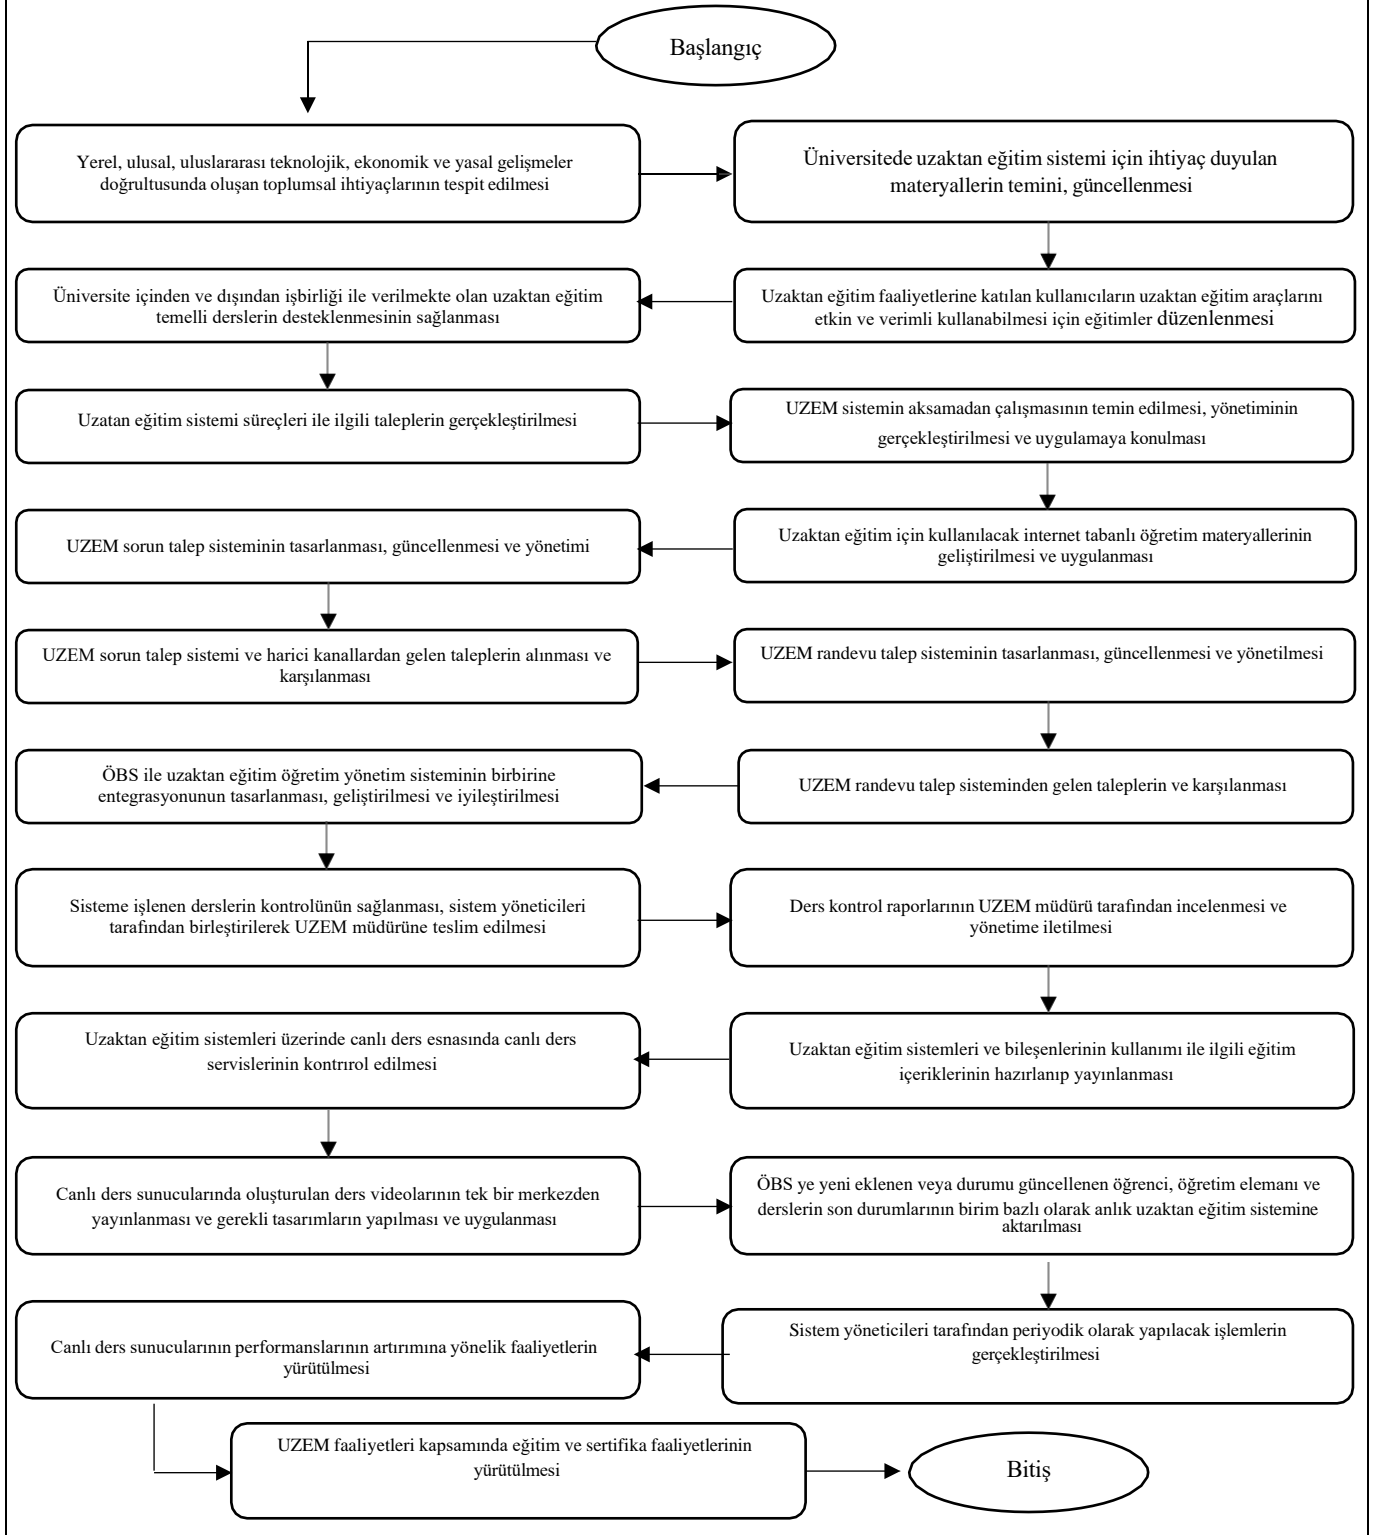 Başlangıç
Yerel, ulusal, uluslararası teknolojik, ekonomik ve yasal gelişmeler
doğrultusunda oluşan toplumsal ihtiyaçlarının tespit edilmesi
Üniversitede uzaktan eğitim sistemi için ihtiyaç duyulan
materyallerin temini, güncellenmesi
Uzaktan eğitim faaliyetlerine katılan kullanıcıların uzaktan eğitim araçlarını
etkin ve verimli kullanabilmesi için eğitimler düzenlenmesi
Üniversite içinden ve dışından işbirliği ile verilmekte olan uzaktan eğitim
temelli derslerin desteklenmesinin sağlanması
Uzatan eğitim sistemi süreçleri ile ilgili taleplerin gerçekleştirilmesi
UZEM sistemin aksamadan çalışmasının temin edilmesi, yönetiminin
gerçekleştirilmesi ve uygulamaya konulması
Uzaktan eğitim için kullanılacak internet tabanlı öğretim materyallerinin
geliştirilmesi ve uygulanması
UZEM sorun talep sisteminin tasarlanması, güncellenmesi ve yönetimi
UZEM sorun talep sistemi ve harici kanallardan gelen taleplerin alınması ve
karşılanması
UZEM randevu talep sisteminin tasarlanması, güncellenmesi ve yönetilmesi
UZEM randevu talep sisteminden gelen taleplerin ve karşılanması
ÖBS ile uzaktan eğitim öğretim yönetim sisteminin birbirine
entegrasyonunun tasarlanması, geliştirilmesi ve iyileştirilmesi
Sisteme işlenen derslerin kontrolünün sağlanması, sistem yöneticileri
tarafından birleştirilerek UZEM müdürüne teslim edilmesi
Ders kontrol raporlarının UZEM müdürü tarafından incelenmesi ve
yönetime iletilmesi
Uzaktan eğitim sistemleri ve bileşenlerinin kullanımı ile ilgili eğitim
içeriklerinin hazırlanıp yayınlanması
Uzaktan eğitim sistemleri üzerinde canlı ders esnasında canlı ders
servislerinin kontrırol edilmesi
Canlı ders sunucularında oluşturulan ders videolarının tek bir merkezden
yayınlanması ve gerekli tasarımların yapılması ve uygulanması
ÖBS ye yeni eklenen veya durumu güncellenen öğrenci, öğretim elemanı ve
derslerin son durumlarının birim bazlı olarak anlık uzaktan eğitim sistemine
aktarılması
Sistem yöneticileri tarafından periyodik olarak yapılacak işlemlerin
gerçekleştirilmesi
Canlı ders sunucularının performanslarının artırımına yönelik faaliyetlerin
yürütülmesi
UZEM faaliyetleri kapsamında eğitim ve sertifika faaliyetlerinin
yürütülmesi
Bitiş